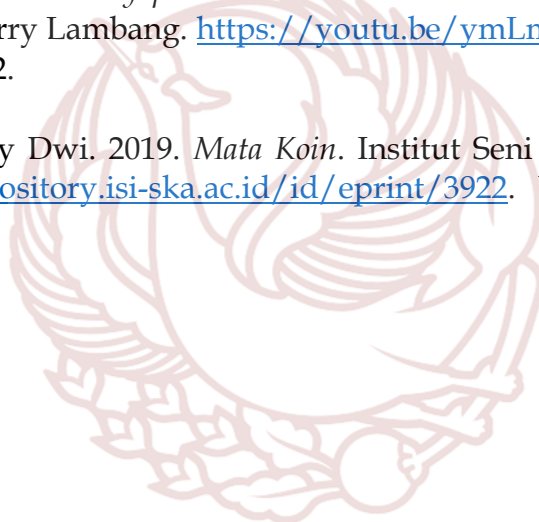 rry Lambang. https://youtu.be/ymLn
2.
y Dwi. 2019. Mata Koin. Institut Seni
ository.isi-ska.ac.id/id/eprint/3922.